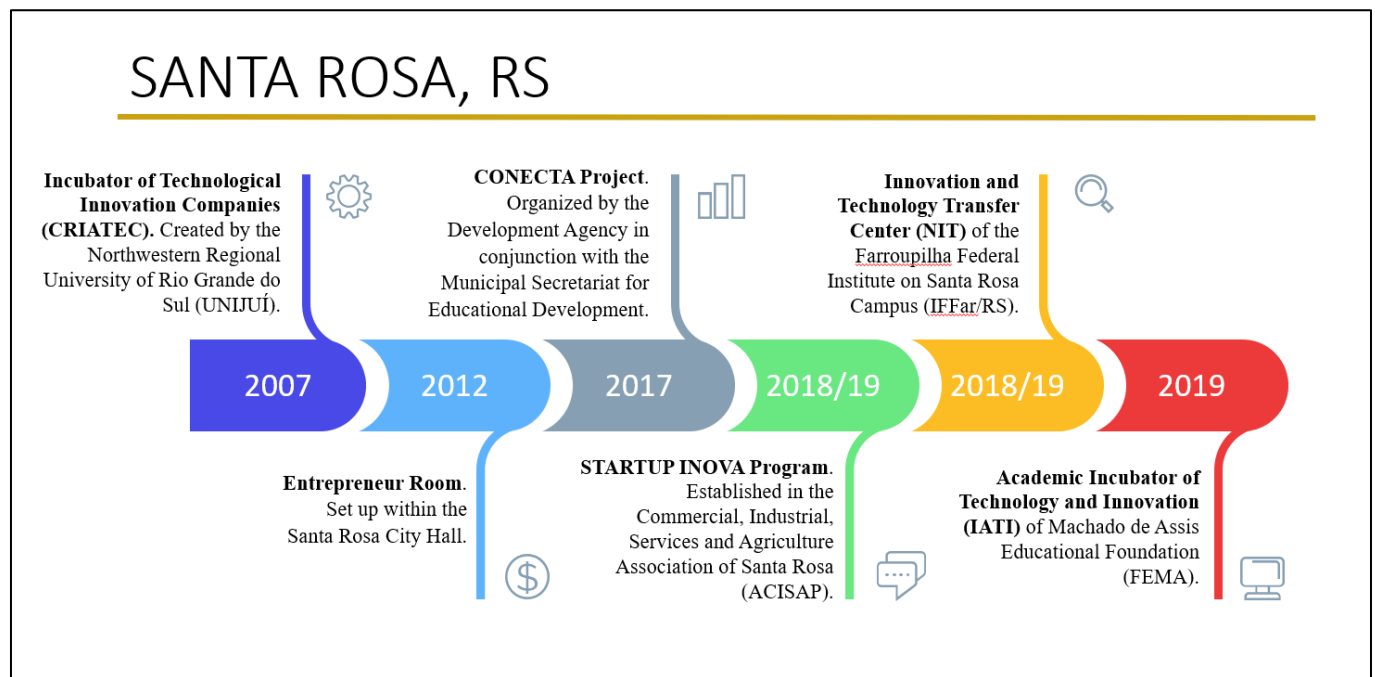 SANTA ROSA, RS
Incubator of Technological
Innovation Companies
(CRIATEC). Created by the
Northwestern Regional
University of Rio Grande do
Sul (UNIJUÍ).
CONECTA Project.
Organized by the
Development Agency in
conjunction with the
Municipal Secretariat for
Educational Development.
Innovation and
Technology Transfer
Center (NIT) of the
Farroupilha Federal
Institute on Santa Rosa
Campus (IFFar/RS).
2007
2012
2017
2018/19
2018/19
2019
Entrepreneur Room.
Set up within the
Santa Rosa City Hall.
$
STARTUP INOVA Program.
Established in the
Commercial, Industrial,
Services and Agriculture
Association of Santa Rosa
(ACISAP).
Academic Incubator of
Technology and Innovation
(IATI) of Machado de Assis
Educational Foundation
(FEMA).